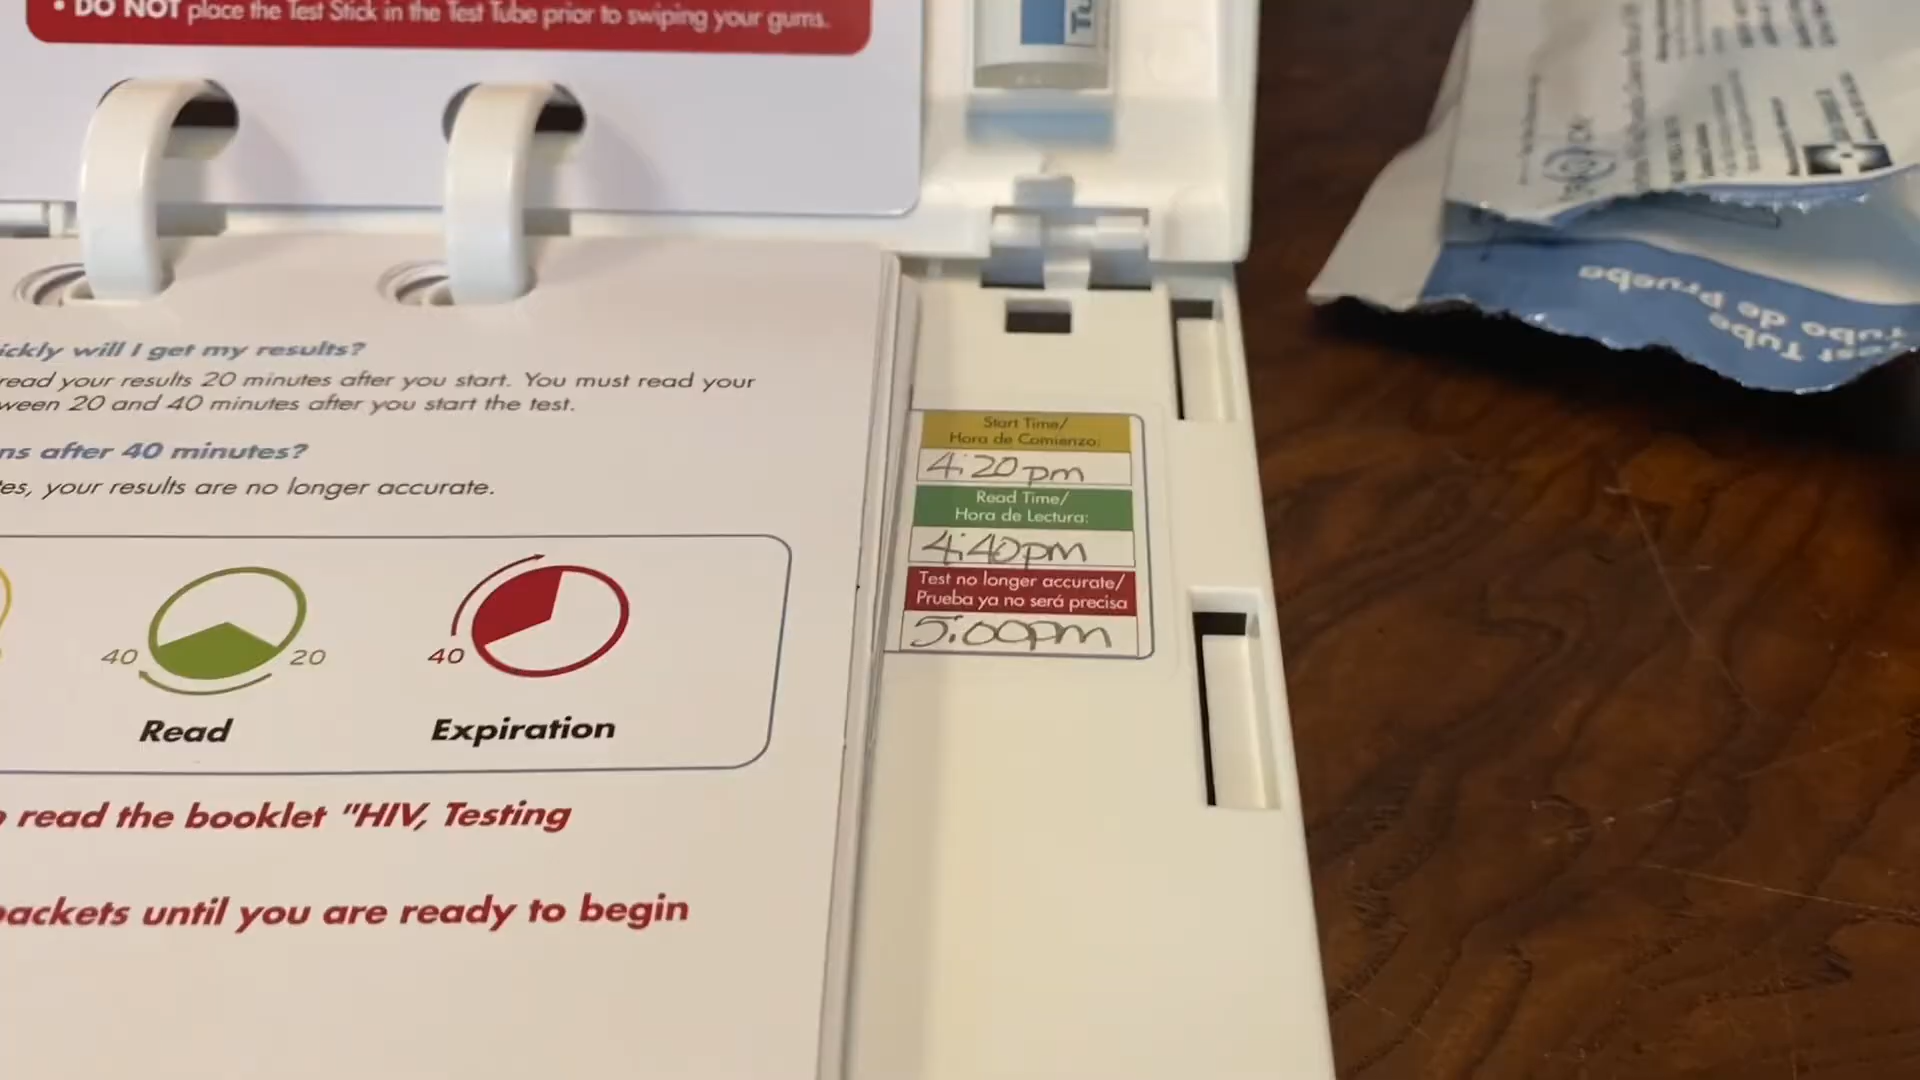 • DO NOT place the Test Stick in the Test Tube prior to swiping your gums.
Tu
ickly will I get my results?
read your results 20 minutes after you start. You must read your
ween 20 and 40 minutes after you start the test.
ns after 40 minutes?
es, your results are no longer accurate.
40
20
Read
40
Expiration
read the booklet "HIV, Testing
ackets until you are ready to begin
Start Time/
Hora de Comienzo:
4:20pm
Read Time/
Hora de Lectura:
4:40pm
Test no longer accurate/
Prueba ya no será precisa
5:00pm
Test Tube
Tubo de Prueba